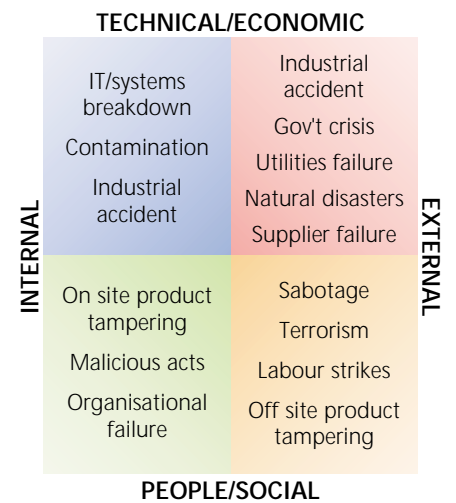 TECHNICAL/ECONOMIC
IT/systems
breakdown
Contamination
Industrial
accident
Industrial
accident
Gov't crisis
Utilities failure
Natural disasters
Supplier failure
INTERNAL
EXTERNAL
On site product
tampering
Malicious acts
Organisational
failure
Sabotage
Terrorism
Labour strikes
Off site product
tampering
PEOPLE/SOCIAL